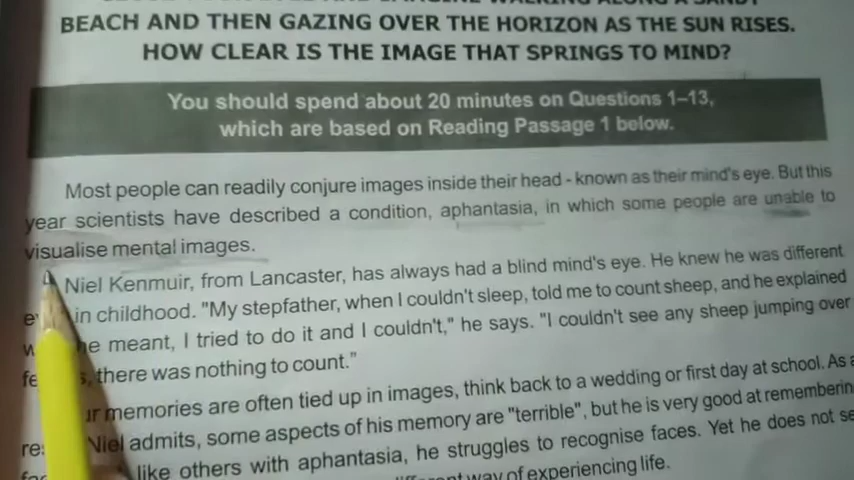 BEACH AND THEN GAZING OVER THE HORIZON AS THE SUN RISES.
HOW CLEAR IS THE IMAGE THAT SPRINGS TO MIND?
You should spend about 20 minutes on Questions 1–13,
which are based on Reading Passage 1 below.
Most people can readily conjure images inside their head - known as their mind's eye. But this
year scientists have described a condition, aphantasia, in which some people are unable to
visualise mental images.
Niel Kenmuir, from Lancaster, has always had a blind mind's eye. He knew he was different
in childhood. "My stepfather, when I couldn't sleep, told me to count sheep, and he explained
meant, I tried to do it and I couldn't," he says. "I couldn't see any sheep jumping over
there was nothing to count."
memories are often tied up in images, think back to a wedding or first day at school. As
Niel admits, some aspects of his memory are "terrible", but he is very good at
like others with aphantasia, he struggles to recognise faces. Yet he does not
way of experiencing life.